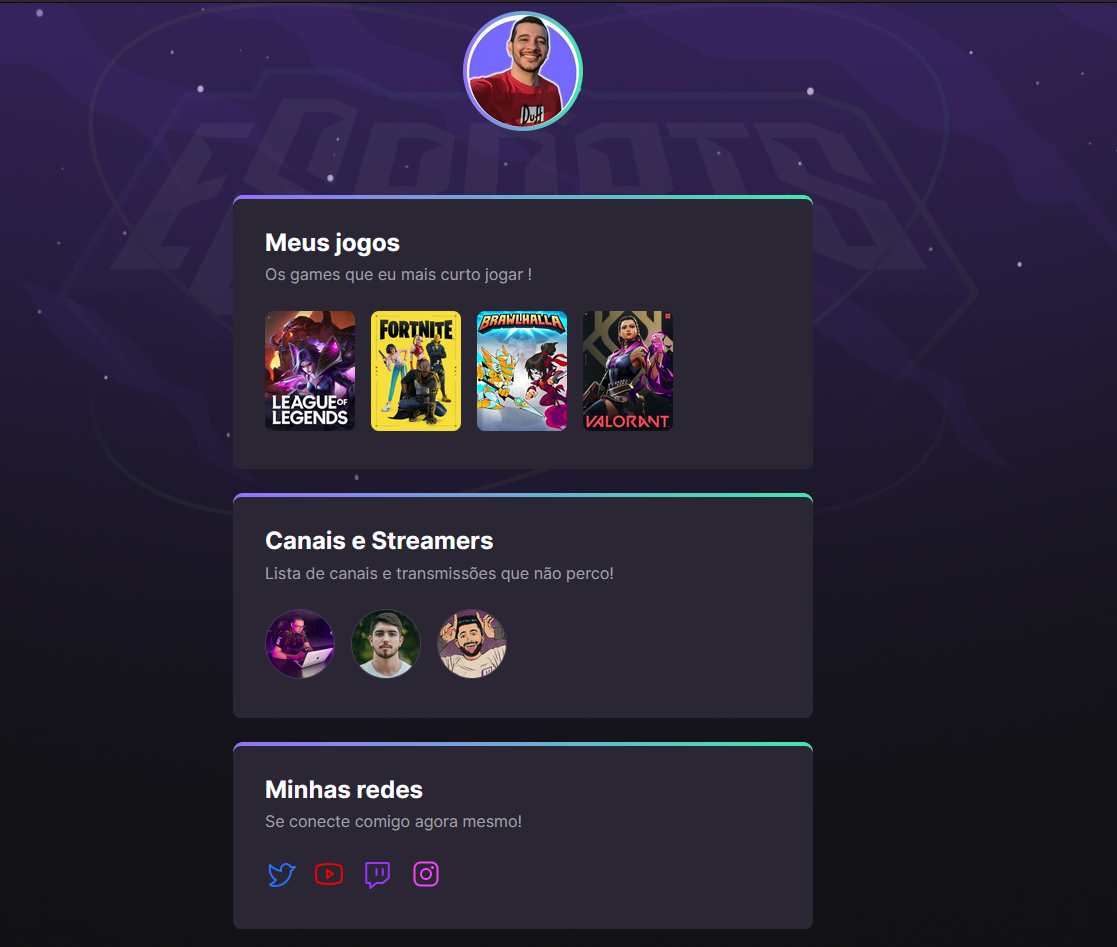 Duff
Meus jogos
Os games que eu mais curto jogar !
LEAGUE OF
LEGENDS
FORTNITE
BRAWLHALLA
VALORANT
Canais e Streamers
Lista de canais e transmissões que não perco!
Minhas redes
Se conecte comigo agora mesmo!